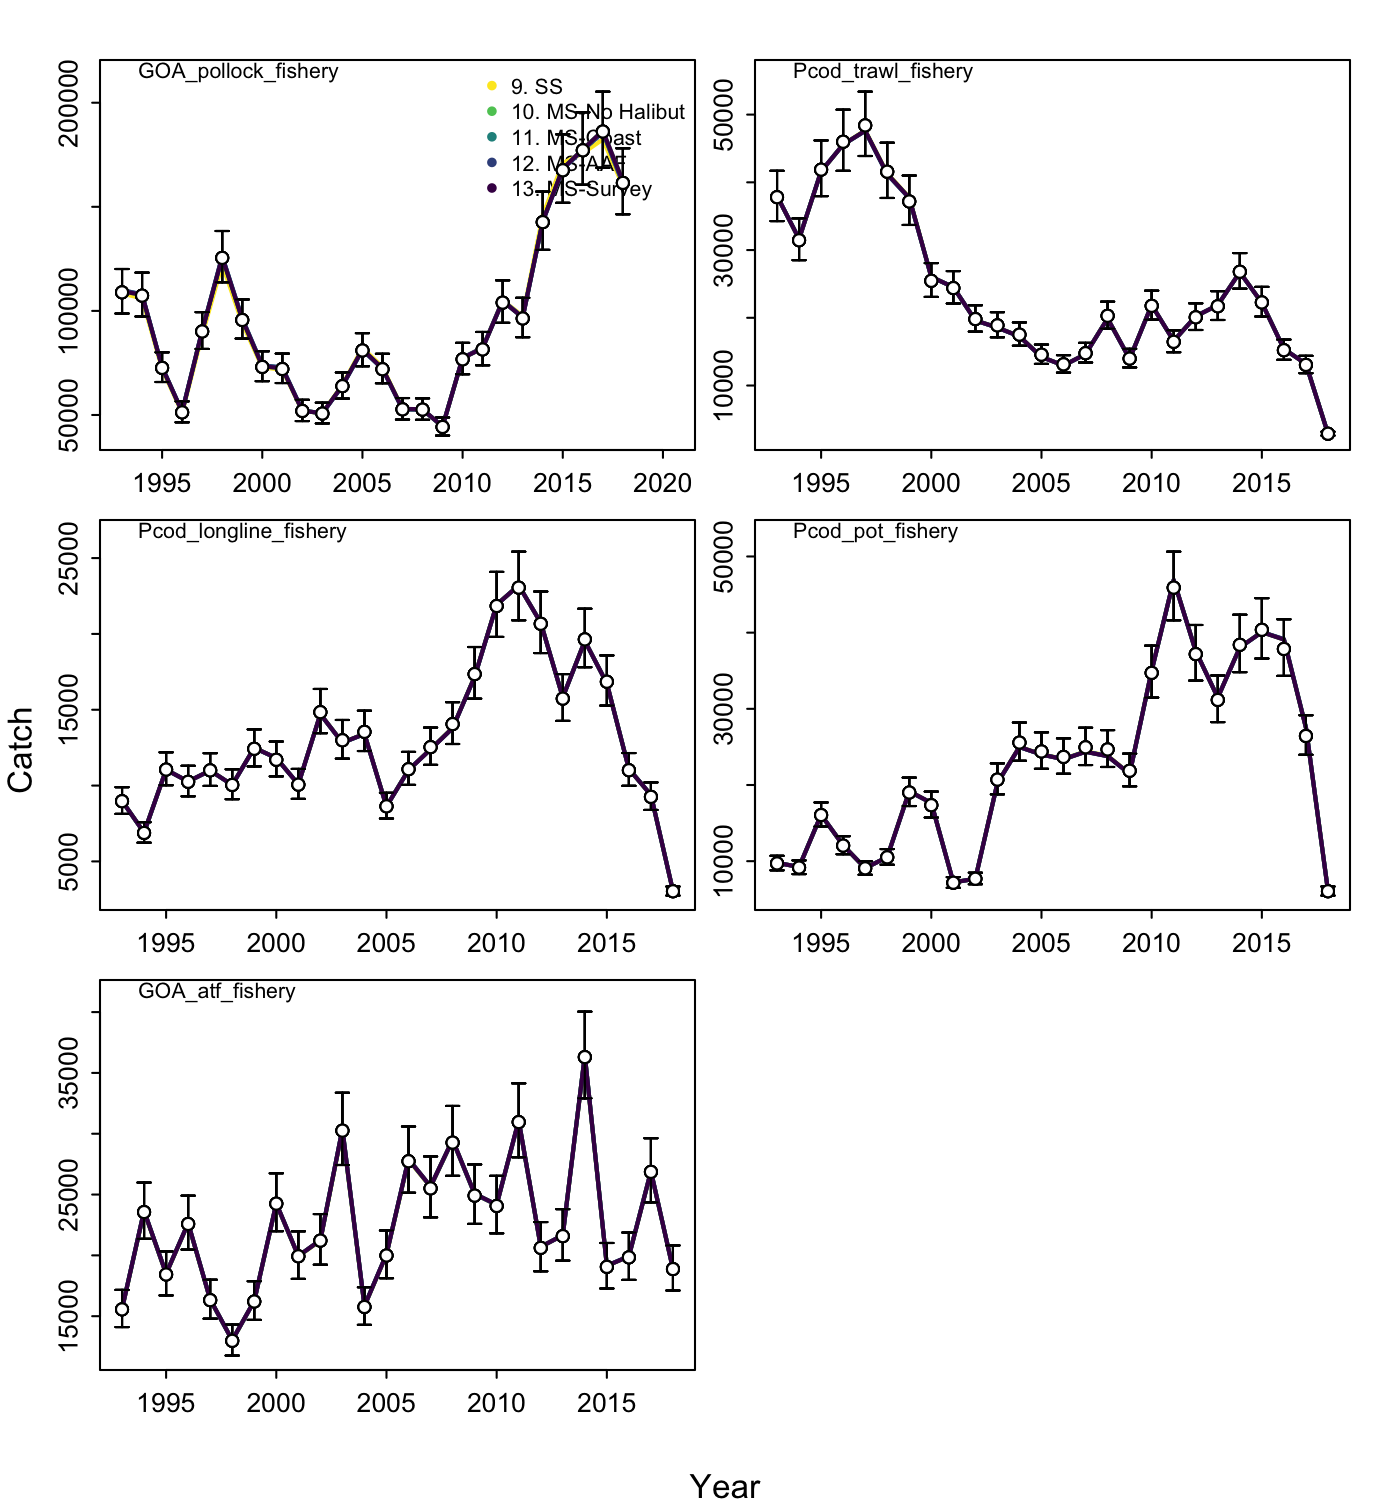 GOA_pollock_fishery
9. SS
10. MS-No Halibut
11. MS-Coast
12. MS-AAF
13. MS-Survey
200000
100000
50000
1995 2000 2005 2010 2015 2020
Pcod_trawl_fishery
50000
30000
10000
1995 2000 2005 2010 2015
Pcod_longline_fishery
25000
15000
5000
1995 2000 2005 2010 2015
Pcod_pot_fishery
50000
30000
10000
1995 2000 2005 2010 2015
Catch
GOA_atf_fishery
35000
25000
15000
1995 2000 2005 2010 2015
Year